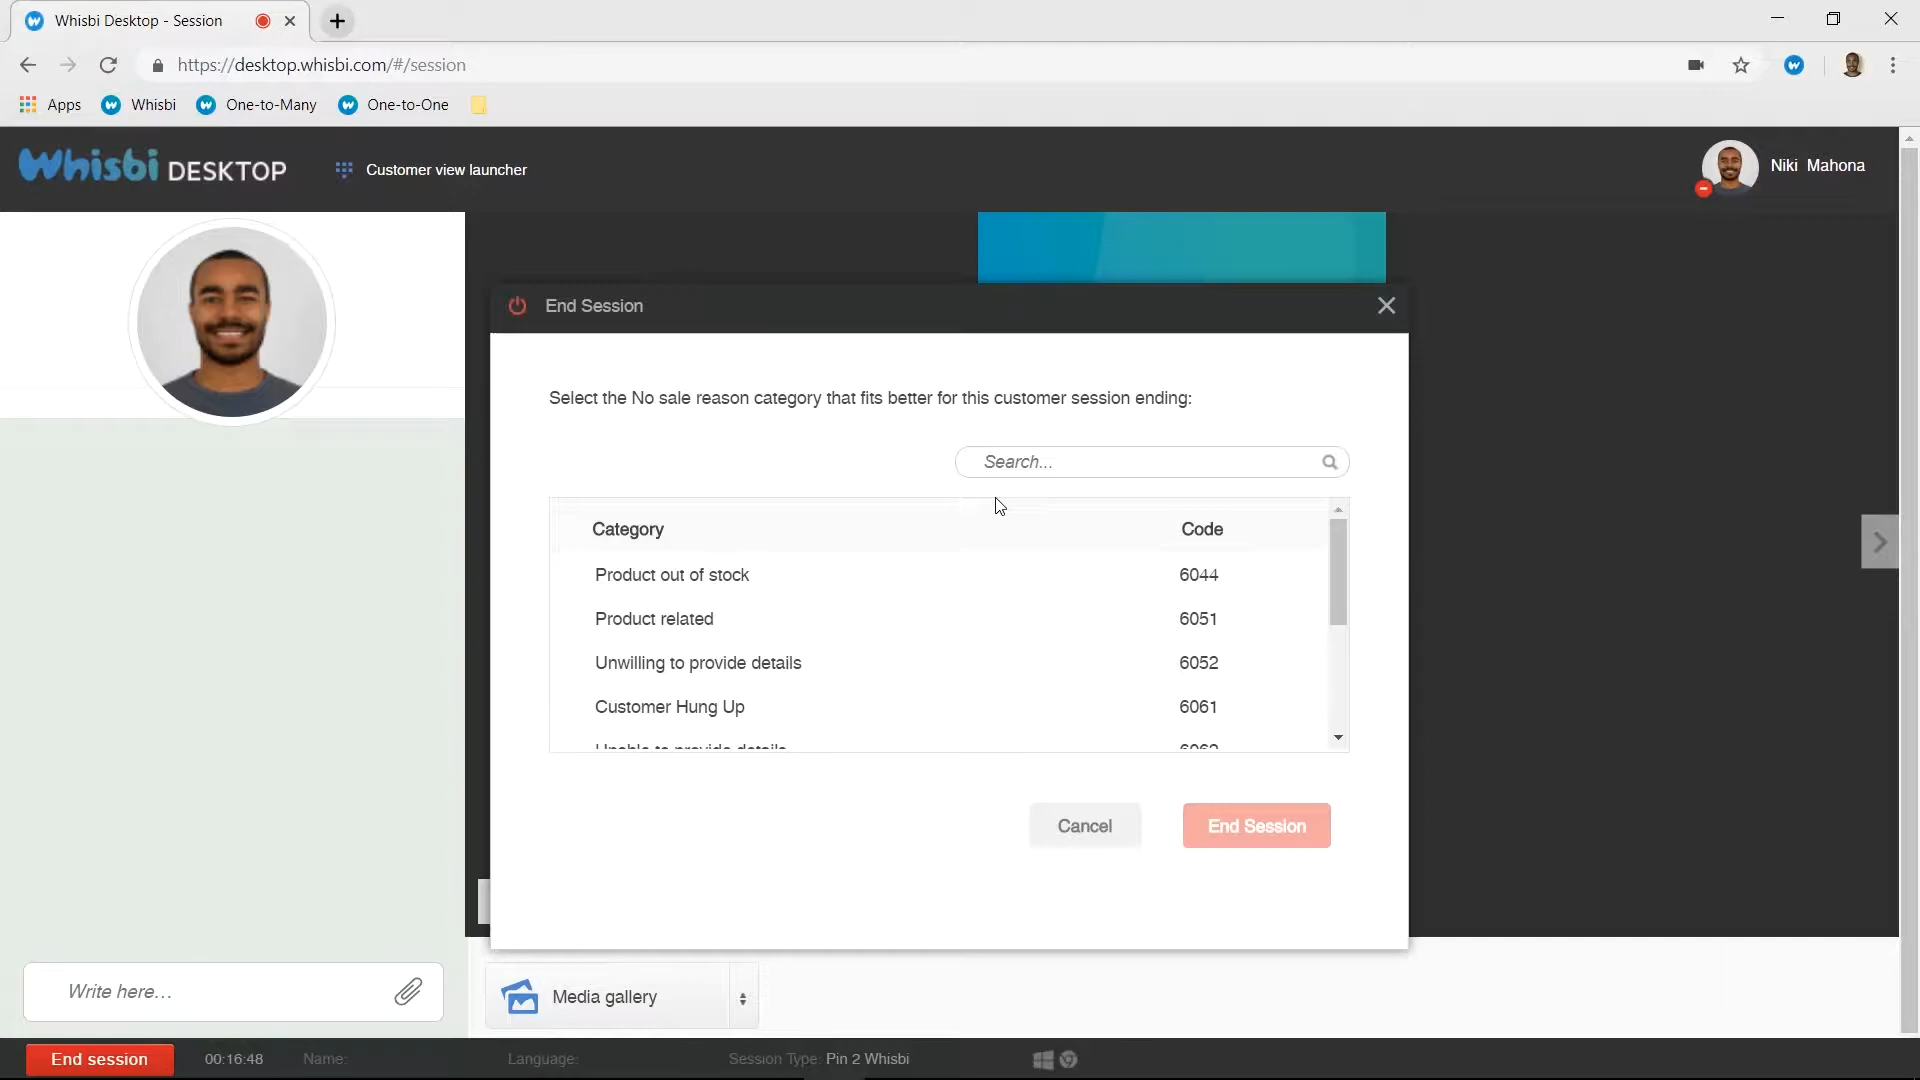 Whisbi Desktop - Session
https://desktop.whisbi.com/#/session
Apps Whisbi One-to-Many One-to-One
Whisbi DESKTOP Customer view launcher Niki Mahona
End Session
Select the No sale reason category that fits better for this customer session ending:
Search...
Category Code
Product out of stock 6044
Product related 6051
Unwilling to provide details 6052
Customer Hung Up 6061
Unable to provide details 6062
Cancel End Session
Write here...
Media gallery
End session 00:16:48 Name: Language: Session Type: Pin 2 Whisbi